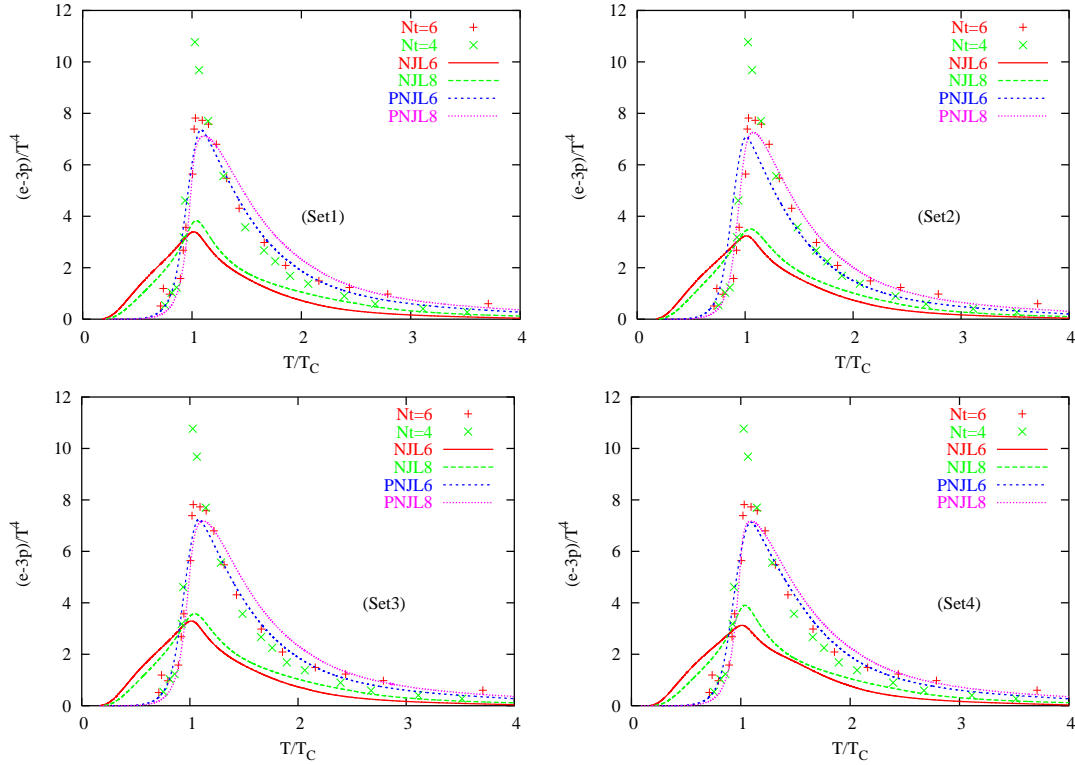 12
10
8
6
4
2
0
(e-3p)/T^4
Nt=6
Nt=4
NJL6
NJL8
PNJL6
PNJL8
(Set1)
0 1 2 3 4
T/T_C
12
10
8
6
4
2
0
(e-3p)/T^4
Nt=6
Nt=4
NJL6
NJL8
PNJL6
PNJL8
(Set2)
0 1 2 3 4
T/T_C
12
10
8
6
4
2
0
(e-3p)/T^4
Nt=6
Nt=4
NJL6
NJL8
PNJL6
PNJL8
(Set3)
0 1 2 3 4
T/T_C
12
10
8
6
4
2
0
(e-3p)/T^4
Nt=6
Nt=4
NJL6
NJL8
PNJL6
PNJL8
(Set4)
0 1 2 3 4
T/T_C